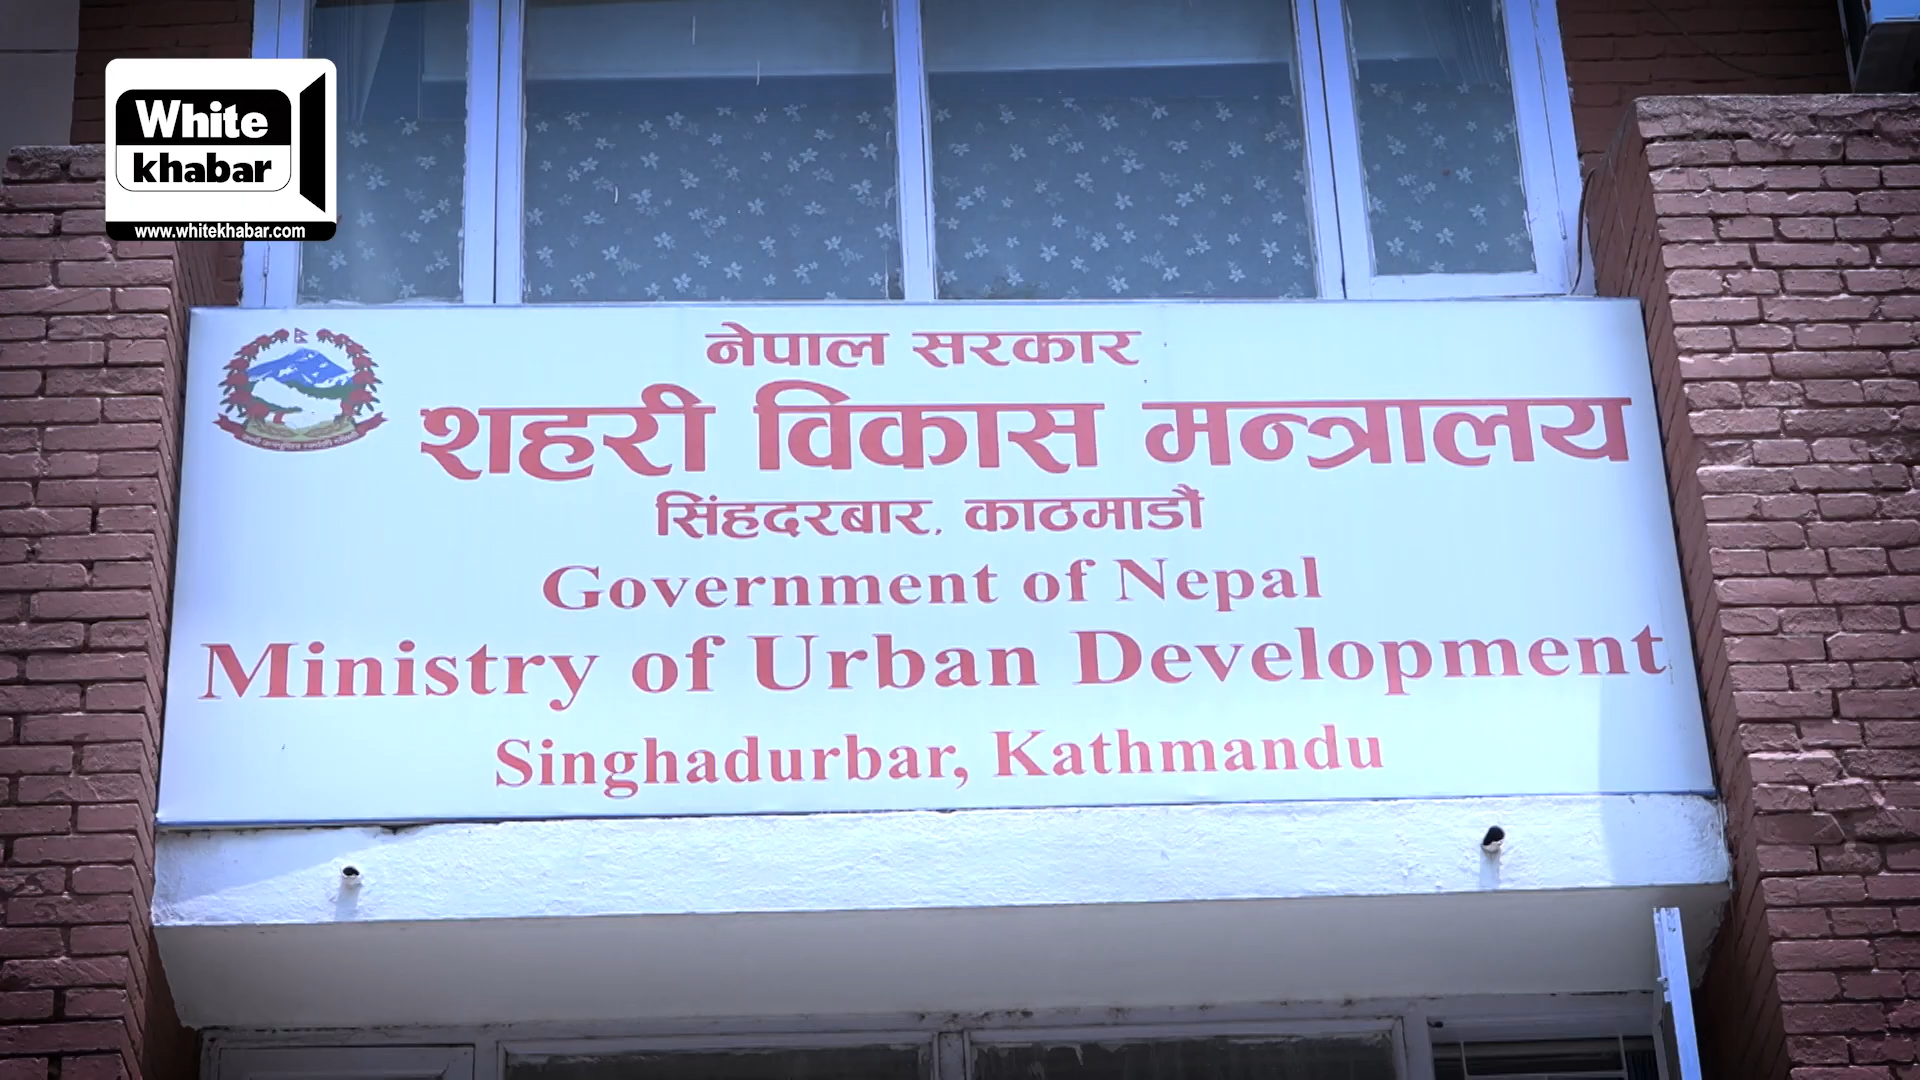 White
khabar
www.whitekhabar.com
नेपाल सरकार
शहरी विकास मन्त्रालय
सिंहदरबार, काठमाडौं
Government of Nepal
Ministry of Urban Development
Singhadurbar, Kathmandu